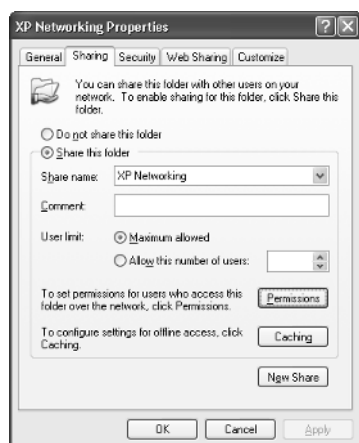 XP Networking Properties
General Sharing Security Web Sharing Customize
You can share this folder with other users on your
network. To enable sharing for this folder, click Share this
folder.
Do not share this folder
Share this folder
Share name: XP Networking
Comment:
User limit: Maximum allowed
Allow this number of users:
To set permissions for users who access this
folder over the network, click Permissions.
Permissions
To configure settings for offline access, click
Caching.
Caching
New Share
OK Cancel Apply